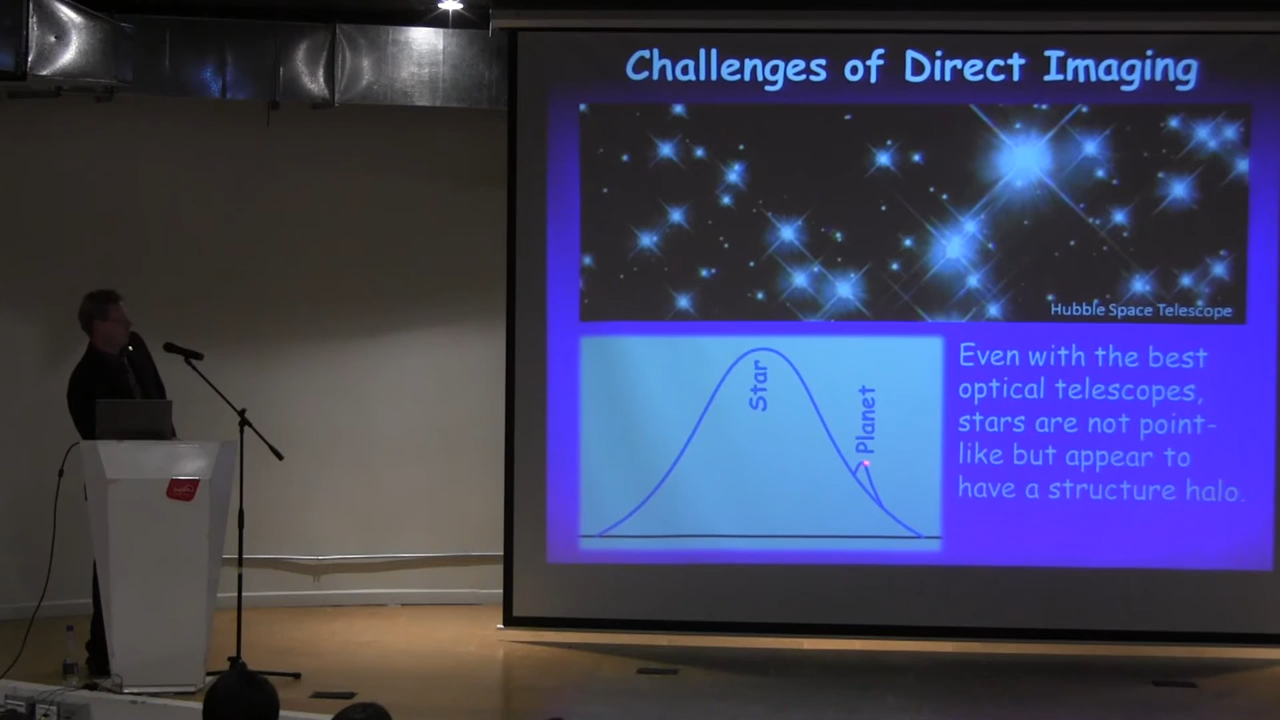 Challenges of Direct Imaging
Hubble Space Telescope
Star
Planet
Even with the best
optical telescopes,
stars are not point-
like but appear to
have a structure halo.